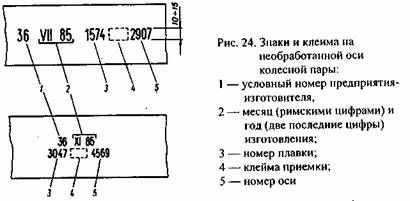 36 VII 85 1574 2907
10÷15
1 2 3 4 5
36 XI 85
3047 4569
3 4 5
Рис. 24. Знаки и клейма на
необработанной оси
колесной пары:
1 — условный номер предприятия-
изготовителя,
2 — месяц (римскими цифрами) и
год (две последние цифры)
изготовления;
3 — номер плавки;
4 — клейма приемки;
5 — номер оси